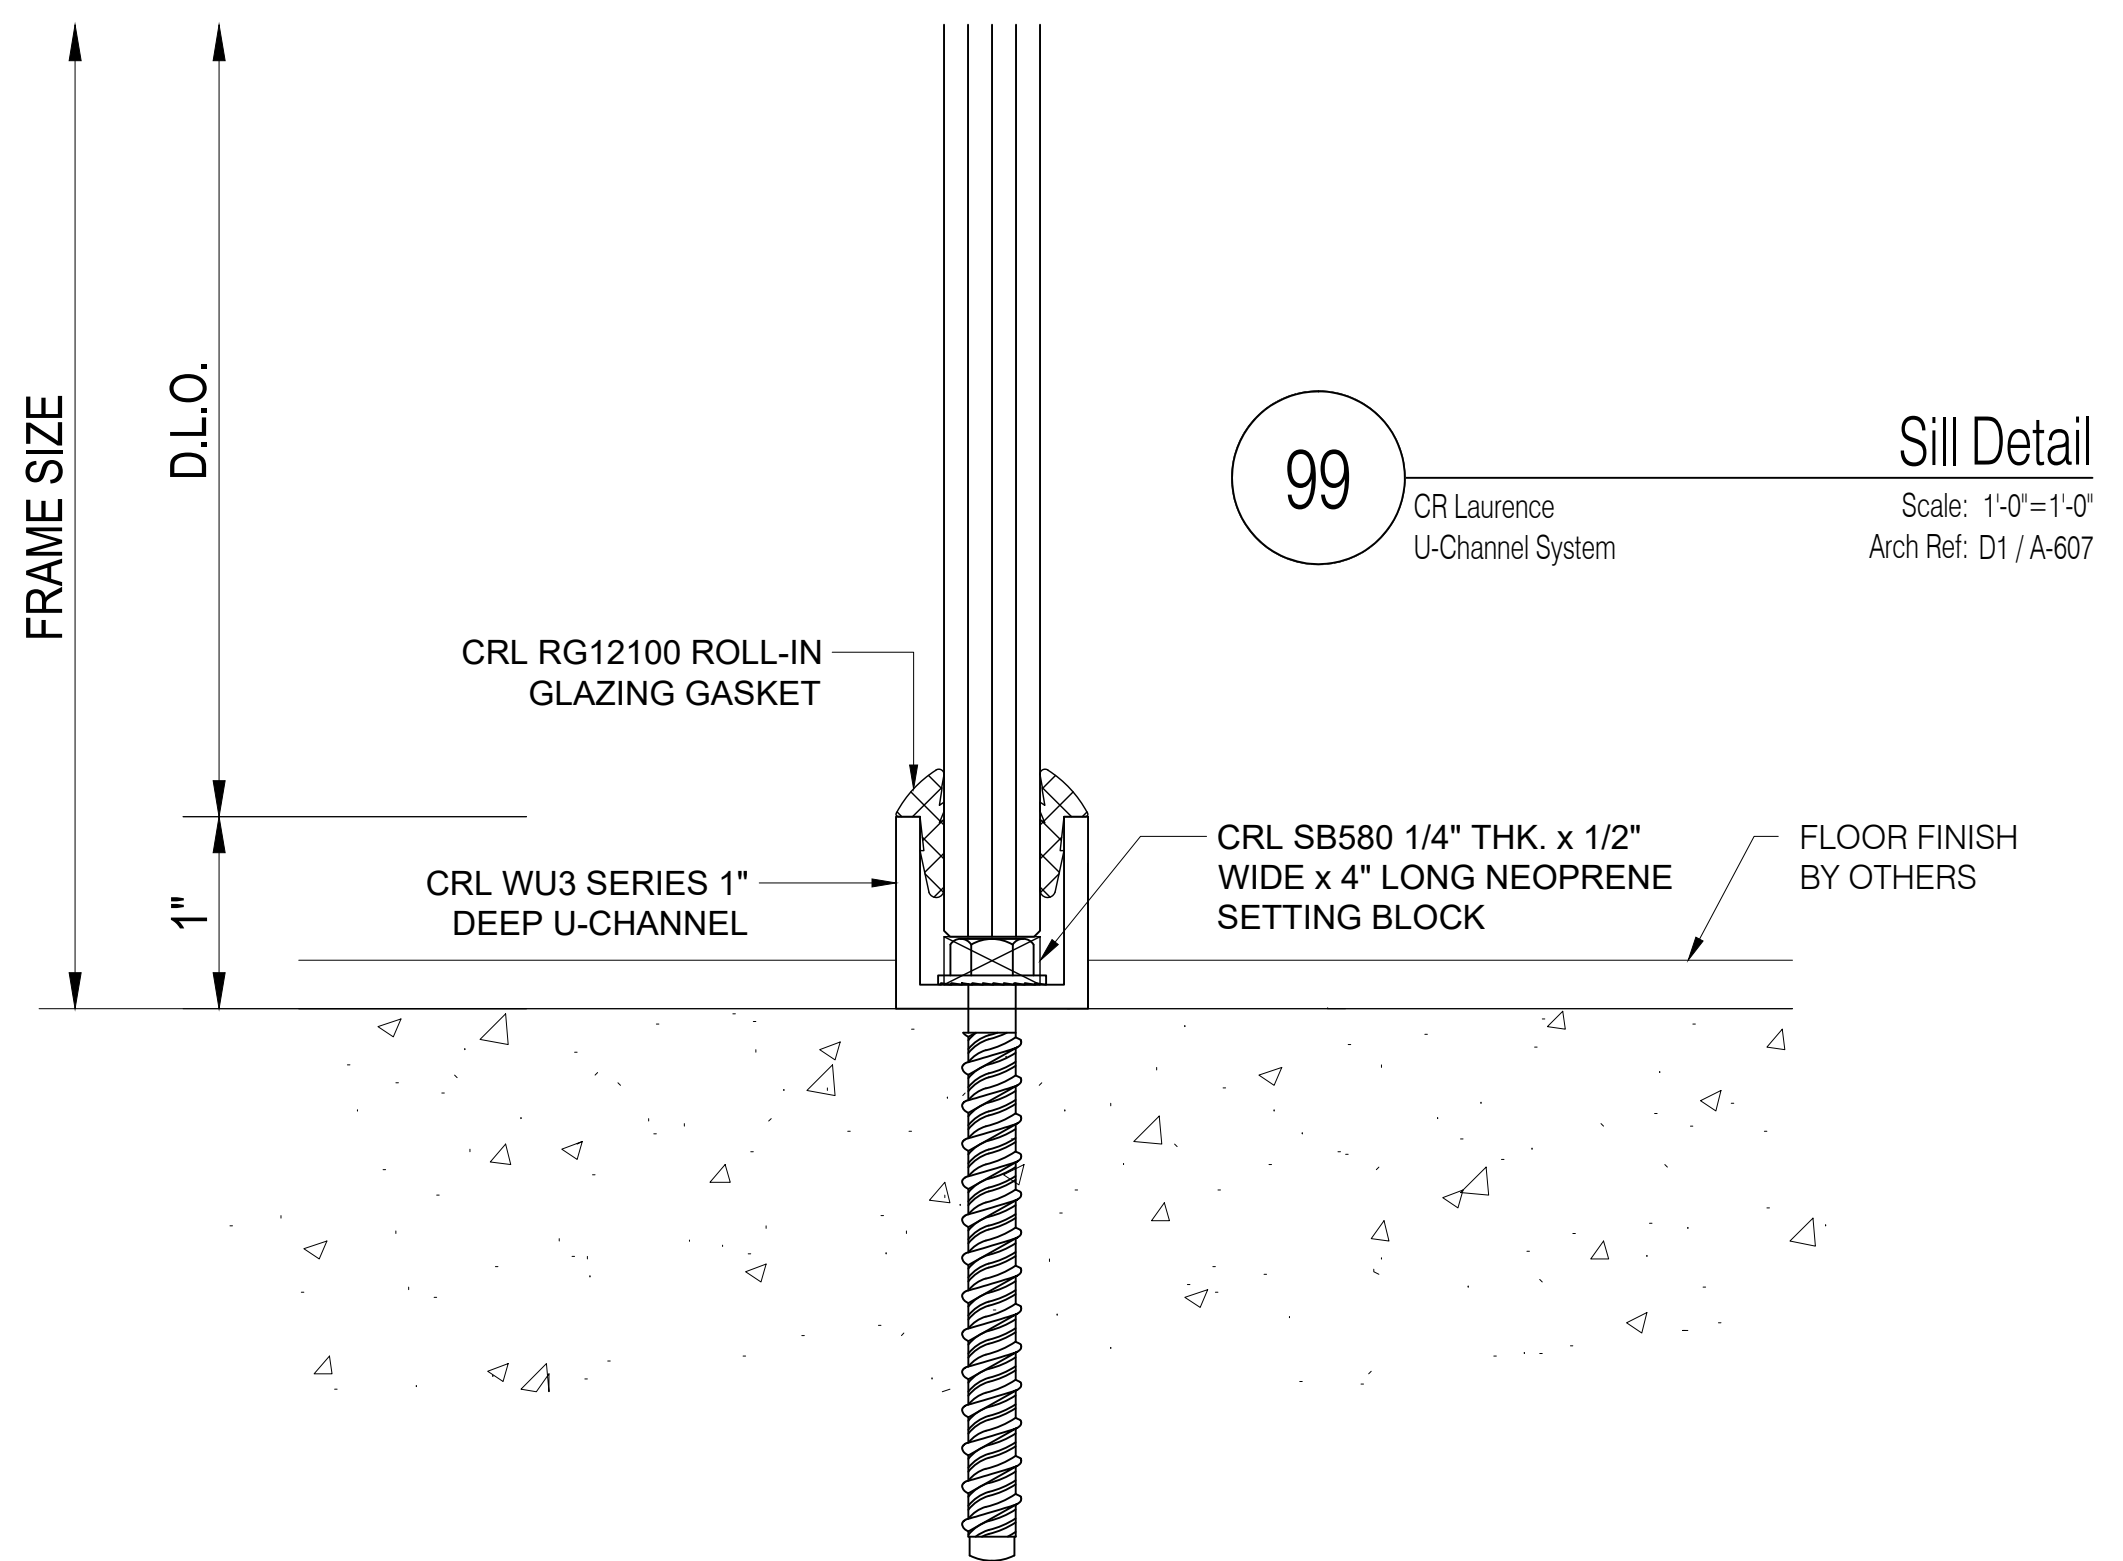 FRAME SIZE
D.L.O.
1"
99
Sill Detail
CR Laurence
U-Channel System
Scale: 1'-0"=1'-0"
Arch Ref: D1 / A-607
CRL RG12100 ROLL-IN
GLAZING GASKET
CRL WU3 SERIES 1"
DEEP U-CHANNEL
CRL SB580 1/4" THK. x 1/2"
WIDE x 4" LONG NEOPRENE
SETTING BLOCK
FLOOR FINISH
BY OTHERS